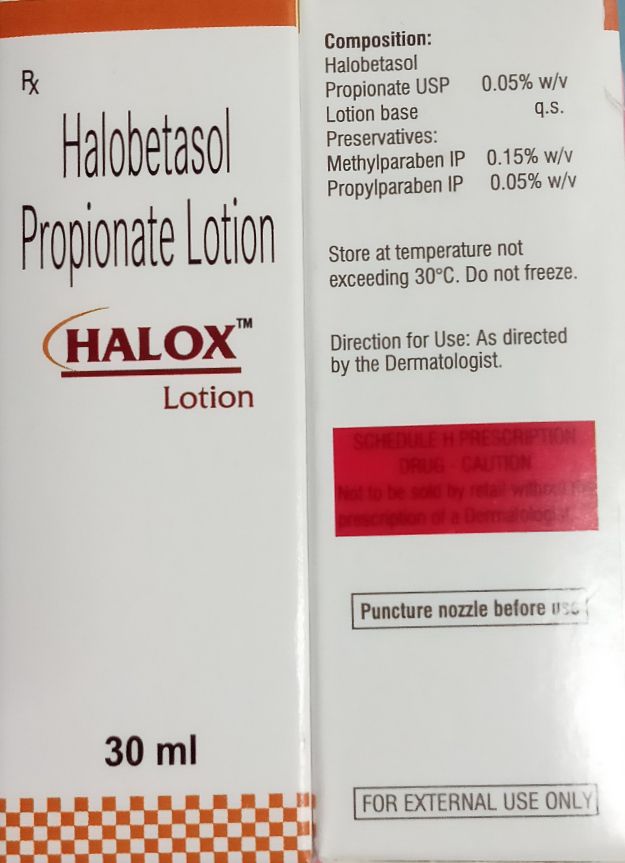 Rx
Halobetasol
Propionate Lotion
HALOX™
Lotion
30 ml
Composition:
Halobetasol
Propionate USP 0.05% w/v
Lotion base q.s.
Preservatives:
Methylparaben IP 0.15% w/v
Propylparaben IP 0.05% w/v
Store at temperature not
exceeding 30°C. Do not freeze.
Direction for Use: As directed
by the Dermatologist.
SCHEDULE H PRESCRIPTION
DRUG - CAUTION
Not to be sold by retail without the
prescription of a Dermatologist.
Puncture nozzle before use
FOR EXTERNAL USE ONLY